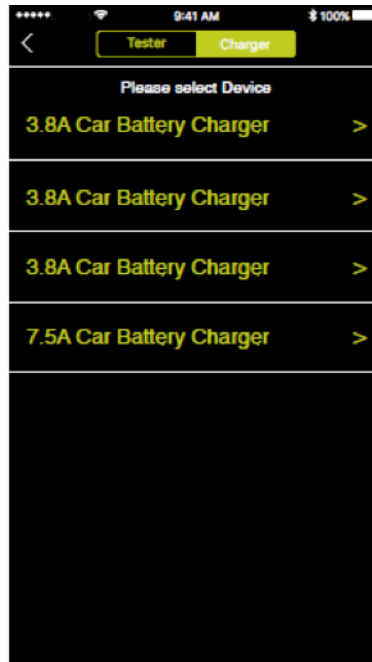 9:41 AM 100%
< Tester Charger
Please select Device
3.8A Car Battery Charger >
3.8A Car Battery Charger >
3.8A Car Battery Charger >
7.5A Car Battery Charger >